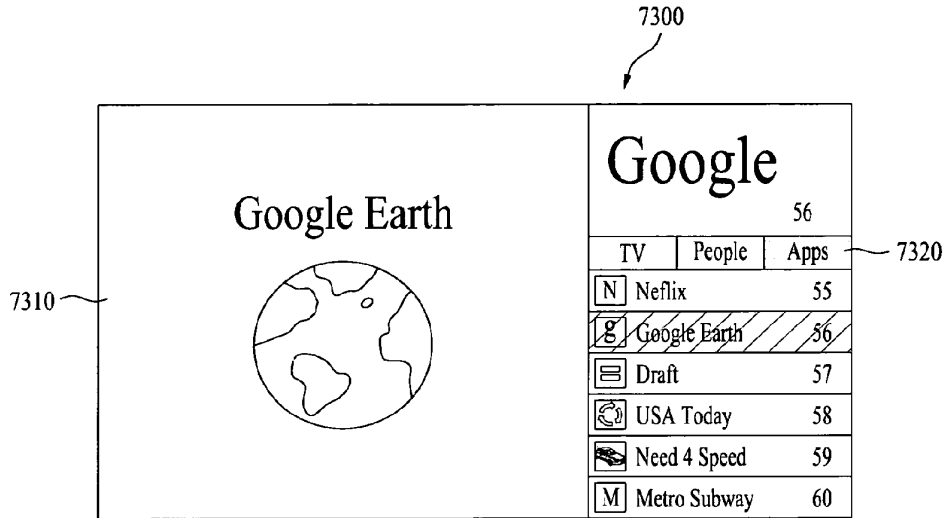 7300
Google
56
Google Earth
TV People Apps
7320
7310
N Neflix 55
g Google Earth 56
Draft 57
USA Today 58
Need 4 Speed 59
M Metro Subway 60